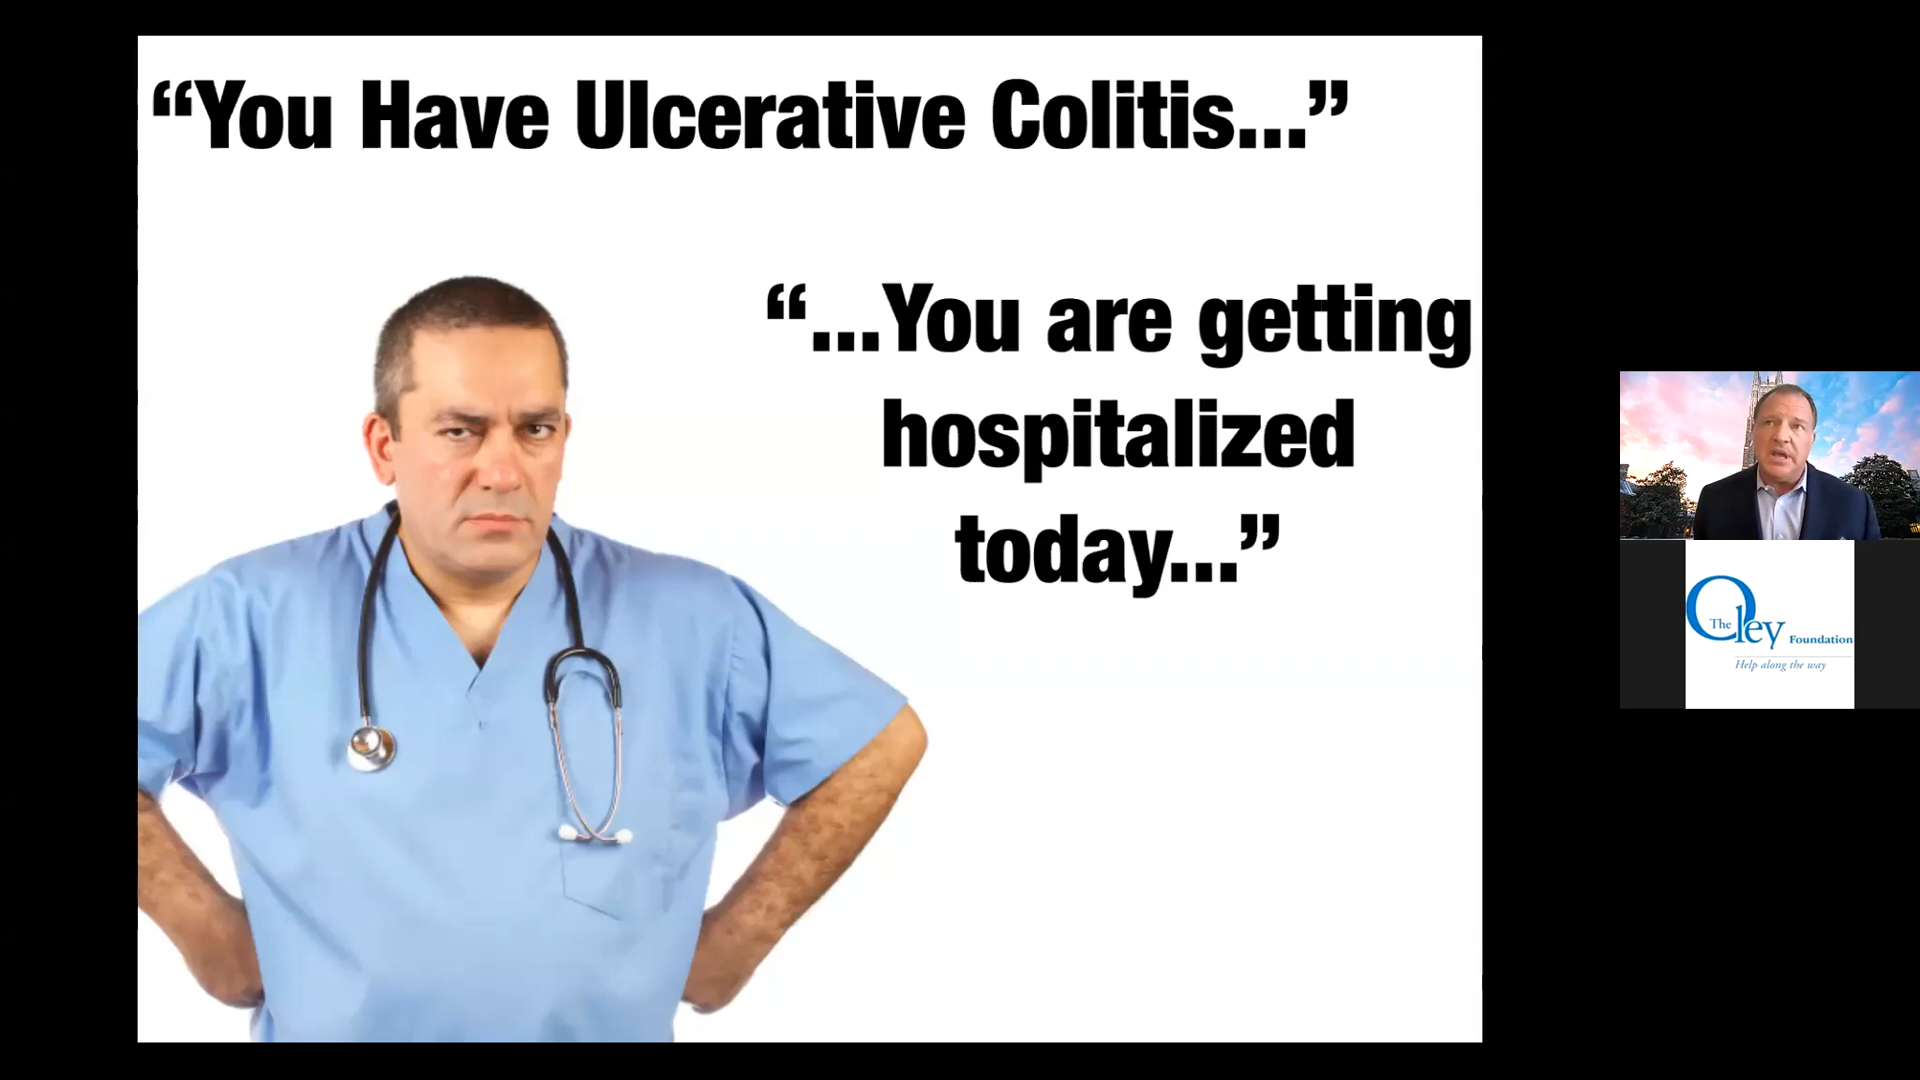 “You Have Ulcerative Colitis...”
“...You are getting
hospitalized
today...”
The Oley Foundation
Help along the way